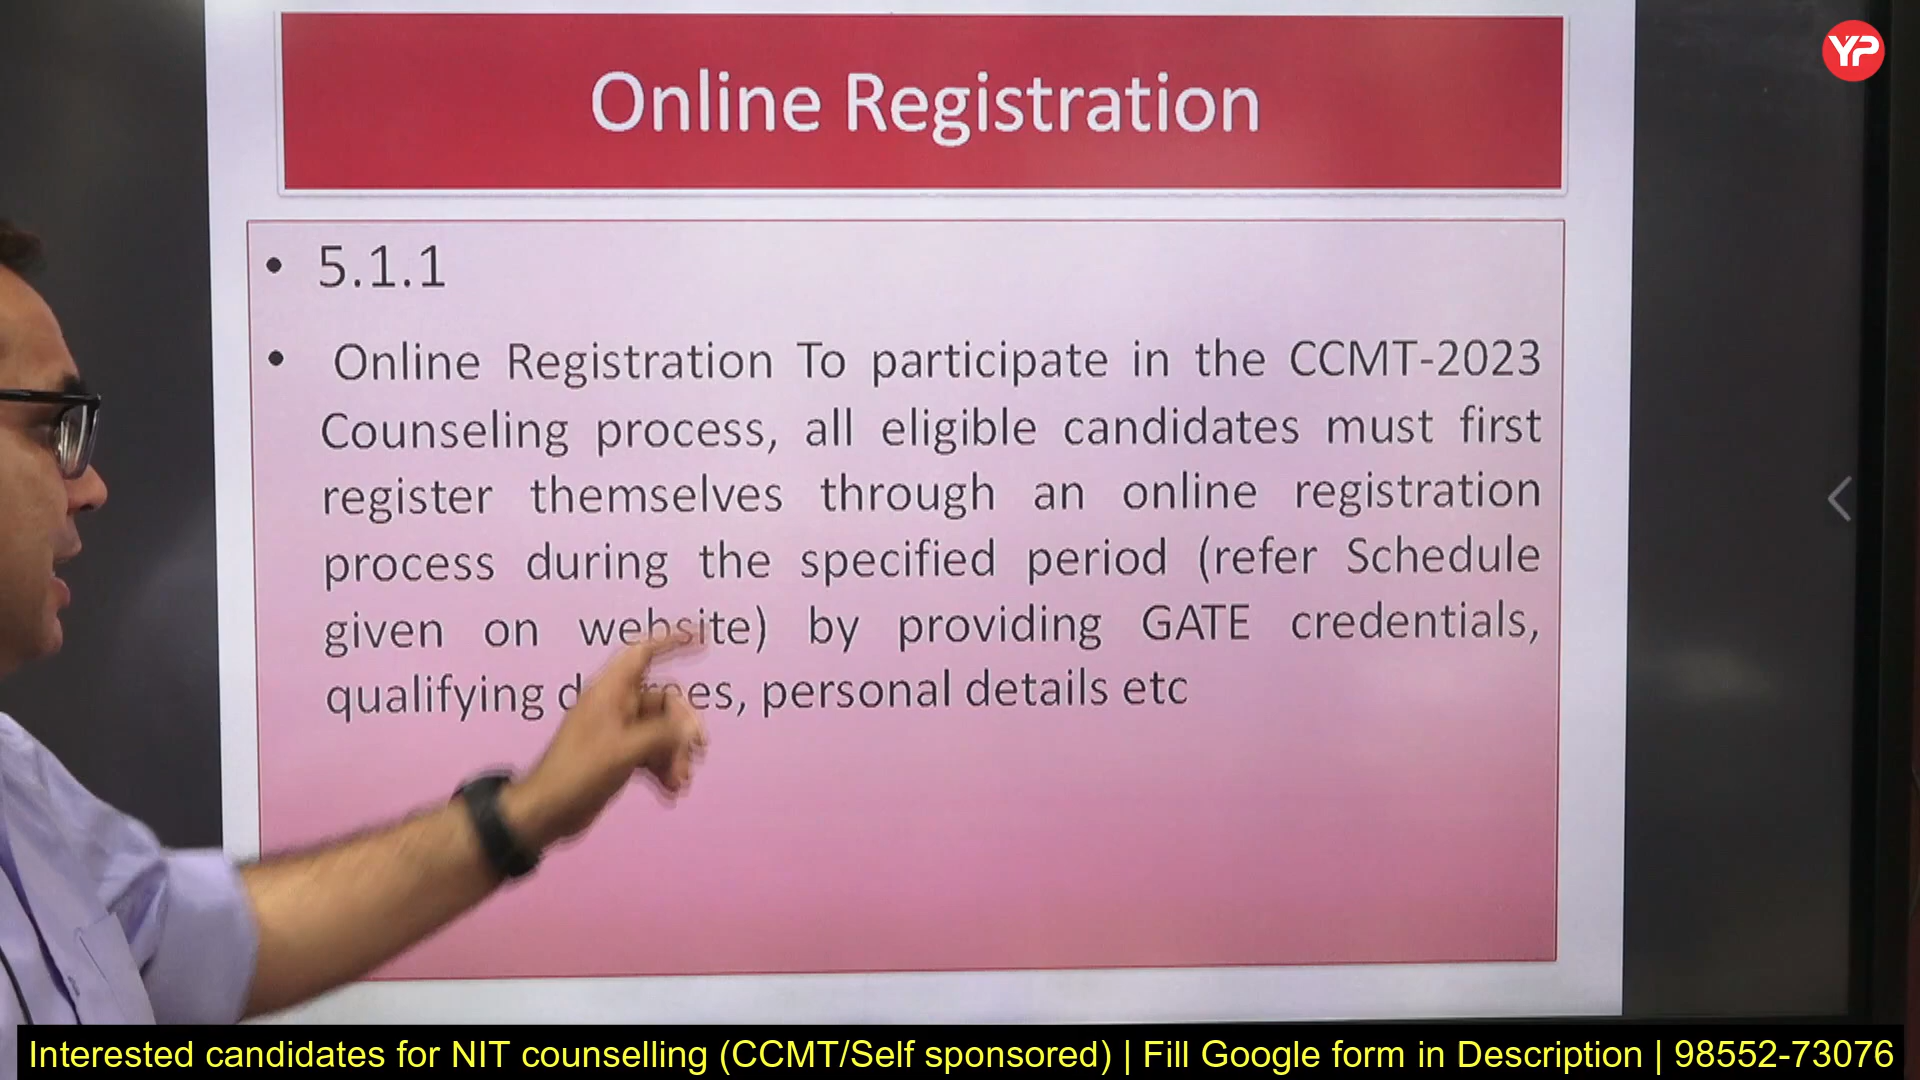 YP
Online Registration
• 5.1.1
• Online Registration To participate in the CCMT-2023
Counseling process, all eligible candidates must first
register themselves through an online registration
process during the specified period (refer Schedule
given on website) by providing GATE credentials,
qualifying personal details etc
Interested candidates for NIT counselling (CCMT/Self sponsored) | Fill Google form in Description | 98552-73076